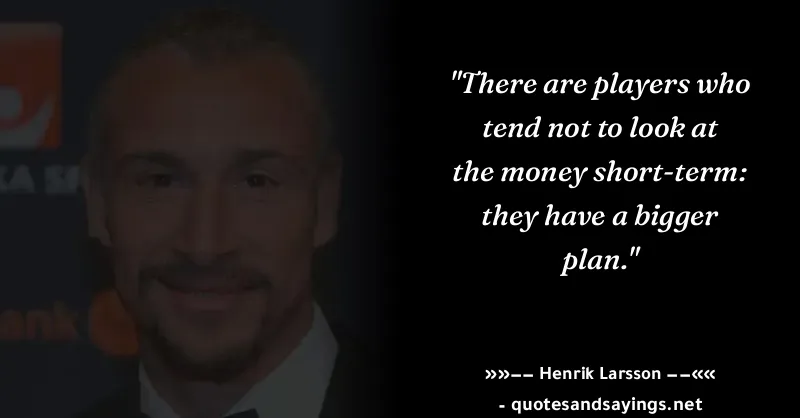 "There are players who
tend not to look at
the money short-term:
they have a bigger
plan."
»»−− Henrik Larsson −−««
- quotesandsayings.net
ank